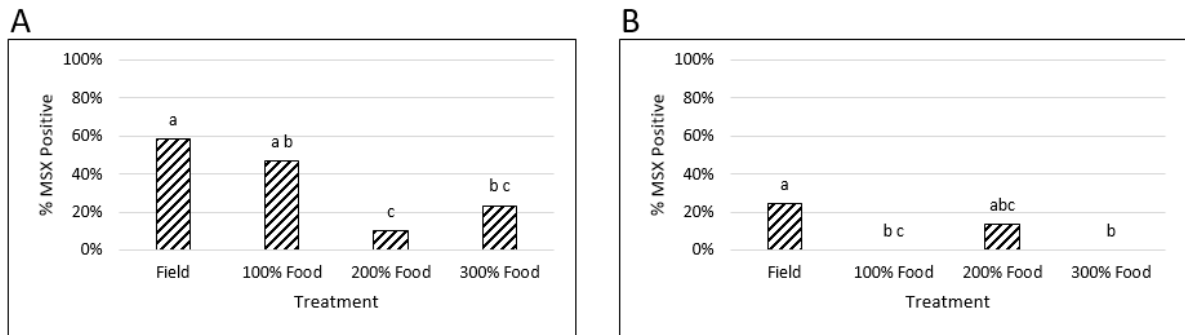 A
% MSX Positive
100%
80%
60%
40%
20%
0%
a
a b
c
b c
Field
100% Food
200% Food
300% Food
Treatment
B
% MSX Positive
100%
80%
60%
40%
20%
0%
a
b c
abc
b
Field
100% Food
200% Food
300% Food
Treatment